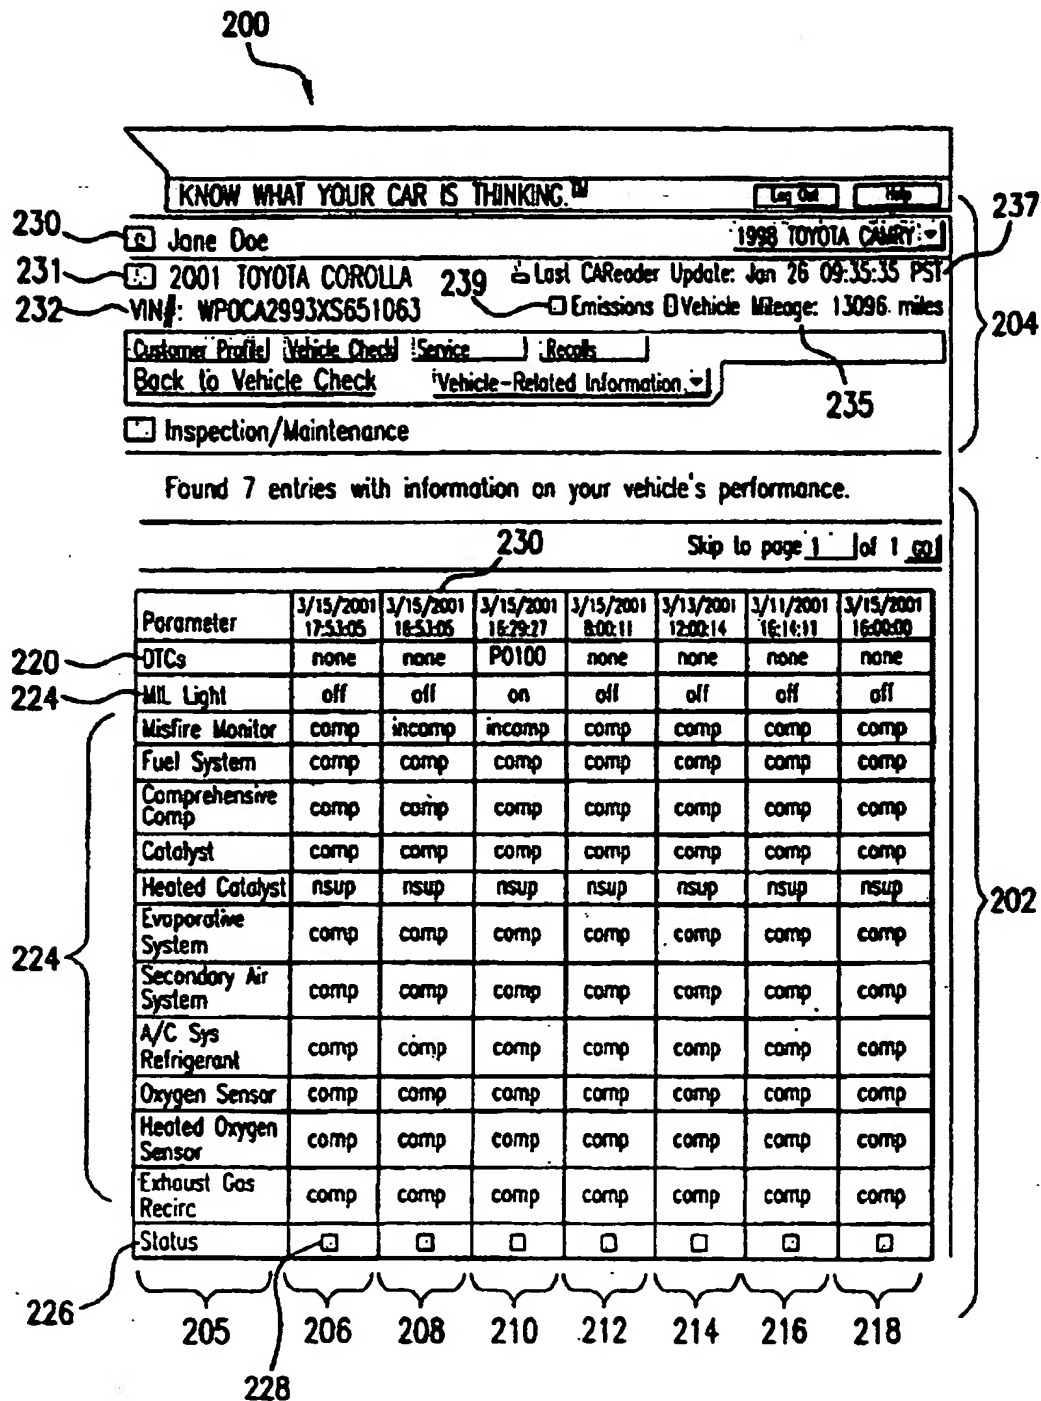 200
KNOW WHAT YOUR CAR IS THINKING.™ Log Out Help
237
230 Jane Doe 1998 TOYOTA CAMRY
231 2001 TOYOTA COROLLA 239 Last CAReader Update: Jan 26 09:35:35 PST
232 VIN#: WPOCA2993XS651063 Emissions Vehicle Mileage: 13096 miles
204
Customer Profile Vehicle Check Service Recalls
Back to Vehicle Check Vehicle-Related Information
235
Inspection/Maintenance
Found 7 entries with information on your vehicle's performance.
230 Skip to page 1 of 1 go
Parameter 3/15/2001 17:53:05 3/15/2001 16:53:05 3/15/2001 16:29:27 3/15/2001 8:00:11 3/13/2001 12:00:14 3/11/2001 16:14:11 3/15/2001 16:00:00
220 DTCs none none P0100 none none none none
224 MIL Light off off on off off off off
Misfire Monitor comp incomp incomp comp comp comp comp
Fuel System comp comp comp comp comp comp comp
Comprehensive Comp comp comp comp comp comp comp comp
Catalyst comp comp comp comp comp comp comp
Heated Catalyst nsup nsup nsup nsup nsup nsup nsup
202
Evaporative System comp comp comp comp comp comp comp
224
Secondary Air System comp comp comp comp comp comp comp
A/C Sys Refrigerant comp comp comp comp comp comp comp
Oxygen Sensor comp comp comp comp comp comp comp
Heated Oxygen Sensor comp comp comp comp comp comp comp
Exhaust Gas Recirc comp comp comp comp comp comp comp
Status
226 205 206 208 210 212 214 216 218
228